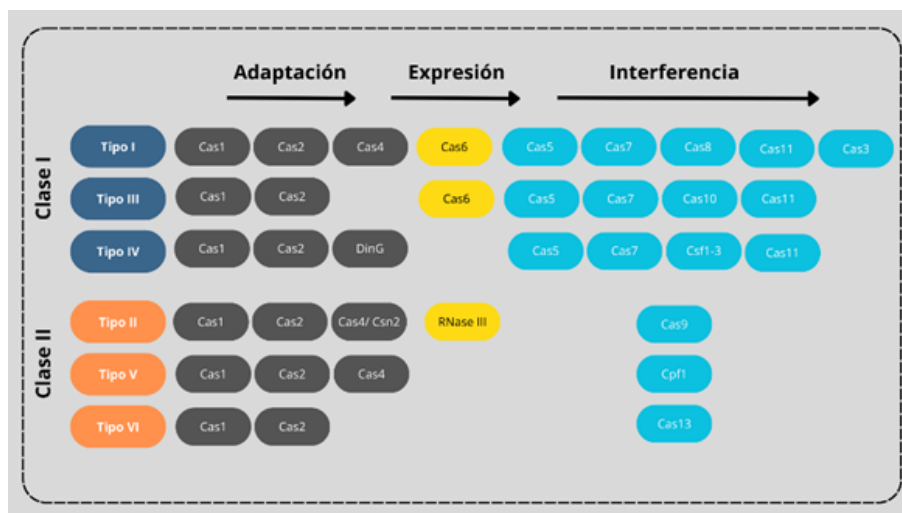 Adaptación Expresión Interferencia
Clase I
Tipo I Cas1 Cas2 Cas4 Cas6 Cas5 Cas7 Cas8 Cas11 Cas3
Tipo III Cas1 Cas2 Cas6 Cas5 Cas7 Cas10 Cas11
Tipo IV Cas1 Cas2 DinG Cas5 Cas7 Csf1-3 Cas11
Clase II
Tipo II Cas1 Cas2 Cas4/ Csn2 RNase III Cas9
Tipo V Cas1 Cas2 Cas4 Cpf1
Tipo VI Cas1 Cas2 Cas13